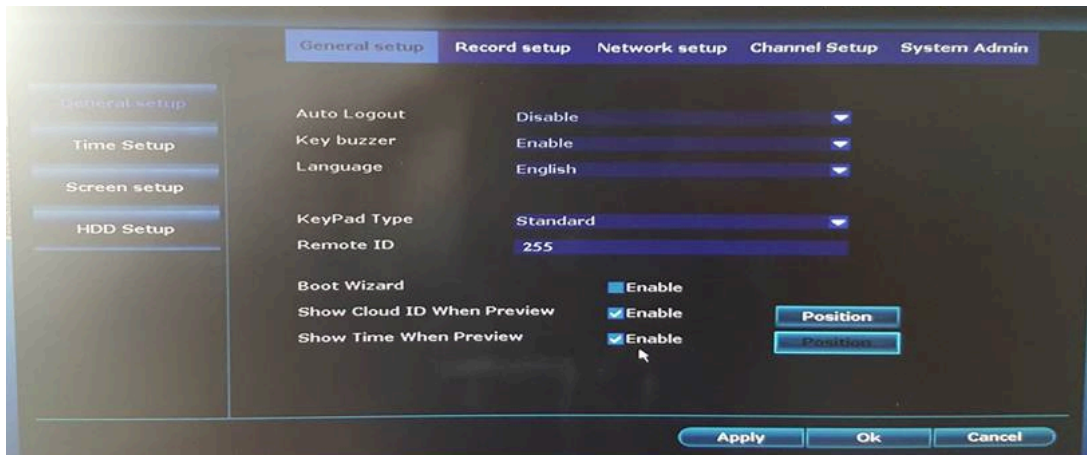 General setup Record setup Network setup Channel Setup System Admin
General setup
Time Setup
Screen setup
HDD Setup
Auto Logout Disable
Key buzzer Enable
Language English
KeyPad Type Standard
Remote ID 255
Boot Wizard Enable
Show Cloud ID When Preview Enable Position
Show Time When Preview Enable Position
Apply Ok Cancel